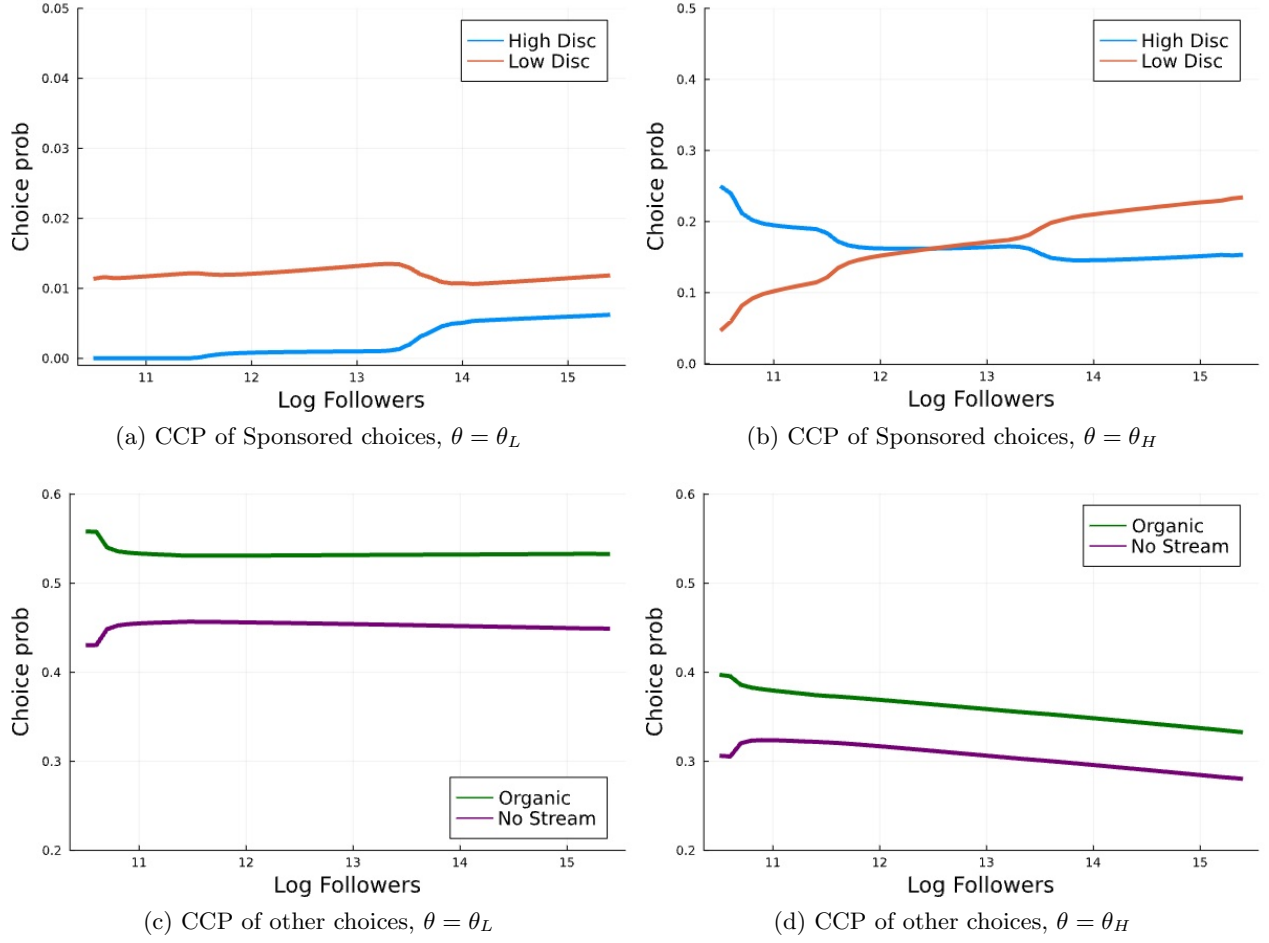 High Disc
Low Disc
0.05
0.04
0.03
0.02
0.01
0.00
Choice prob
11
12
13
14
15
Log Followers
(a) CCP of Sponsored choices, θ = θ_L
High Disc
Low Disc
0.5
0.4
0.3
0.2
0.1
0.0
Choice prob
11
12
13
14
15
Log Followers
(b) CCP of Sponsored choices, θ = θ_H
0.6
0.5
0.4
0.3
0.2
Choice prob
Organic
No Stream
11
12
13
14
15
Log Followers
(c) CCP of other choices, θ = θ_L
Organic
No Stream
0.6
0.5
0.4
0.3
0.2
Choice prob
11
12
13
14
15
Log Followers
(d) CCP of other choices, θ = θ_H